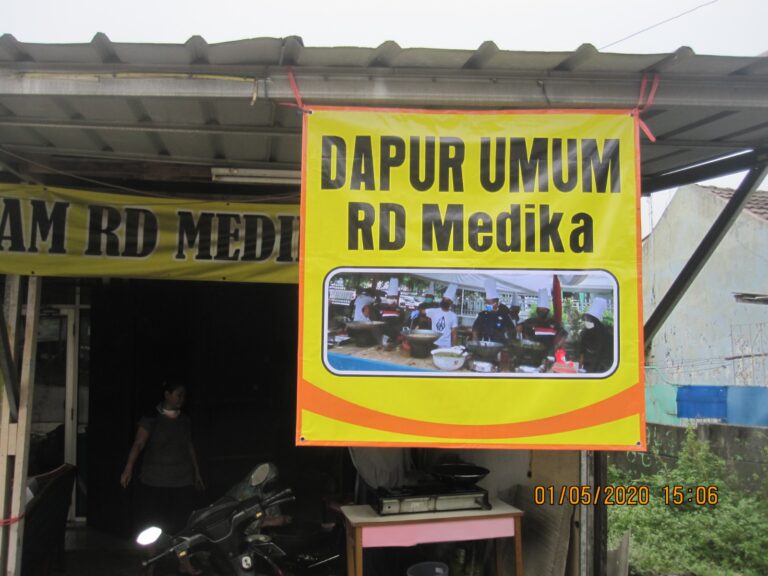 DAPUR UMUM
RD Medika
AM RD MEDI
01/05/2020 15:06